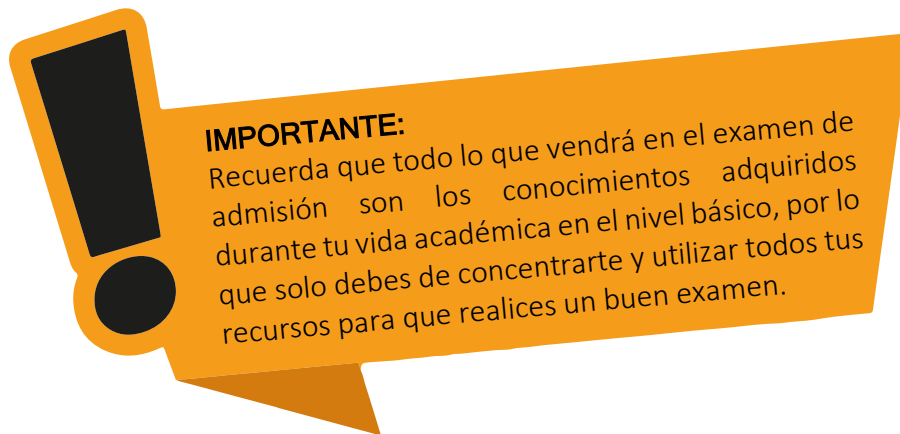 IMPORTANTE:
Recuerda que todo lo que vendrá en el examen de
admisión son los conocimientos adquiridos
durante tu vida académica en el nivel básico, por lo
que solo debes de concentrarte y utilizar todos tus
recursos para que realices un buen examen.